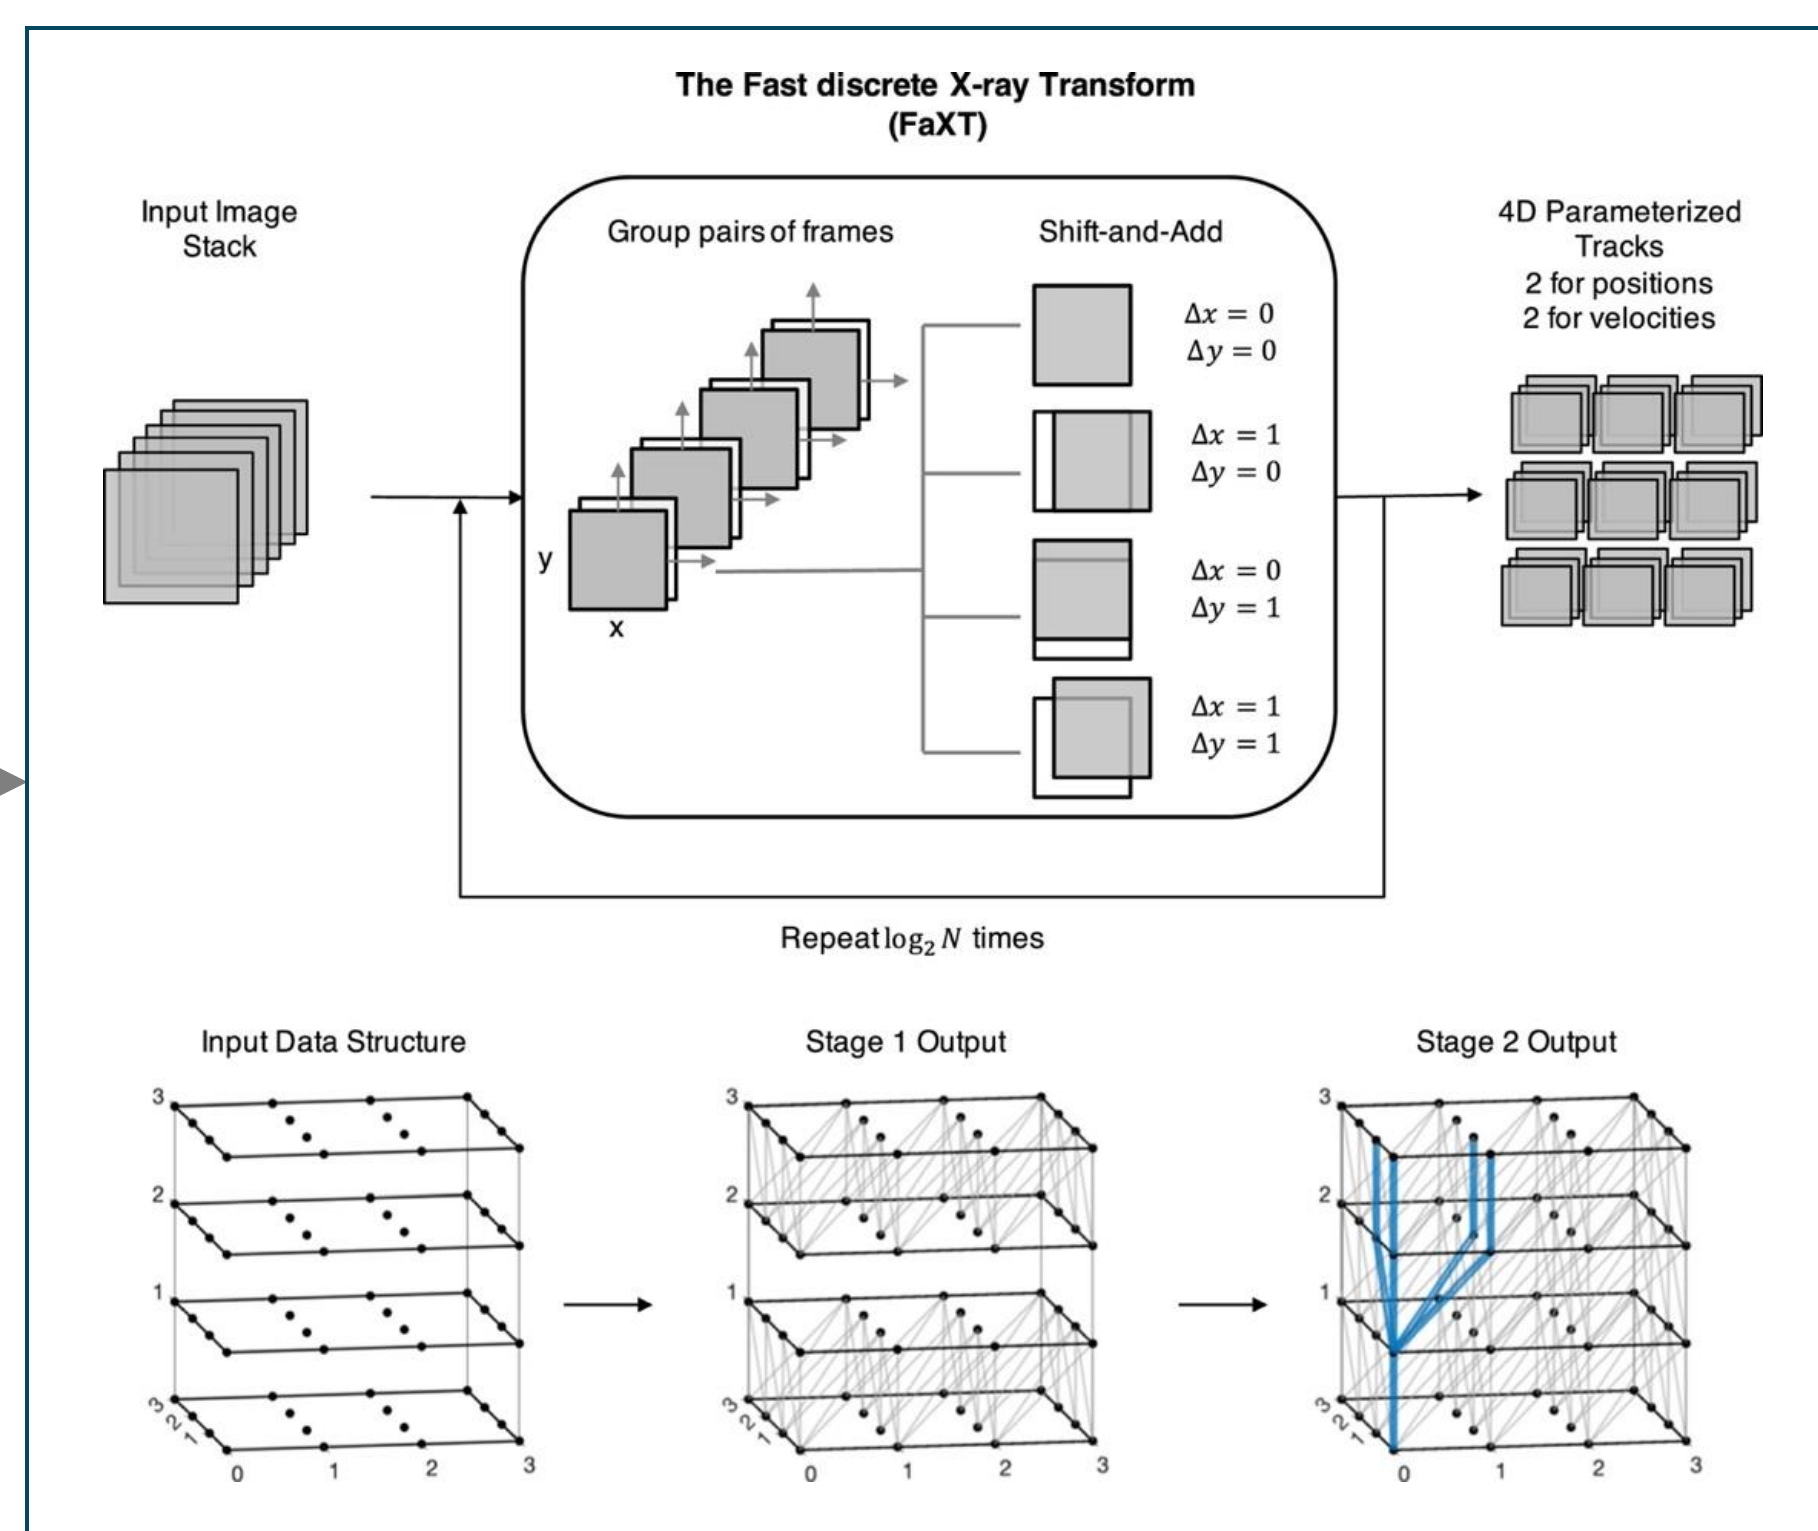 The Fast discrete X-ray Transform
(FaXT)
Input Image
Stack
Group pairs of frames
Shift-and-Add
4D Parameterized
Tracks
2 for positions
2 for velocities
Δx = 0
Δy = 0
Δx = 1
Δy = 0
Δx = 0
Δy = 1
Δx = 1
Δy = 1
y
x
Repeat log₂ N times
Input Data Structure
Stage 1 Output
Stage 2 Output
3
2
1
3
2
1
0
1
2
3
3
2
1
3
2
1
0
1
2
3
3
2
1
3
2
1
0
1
2
3